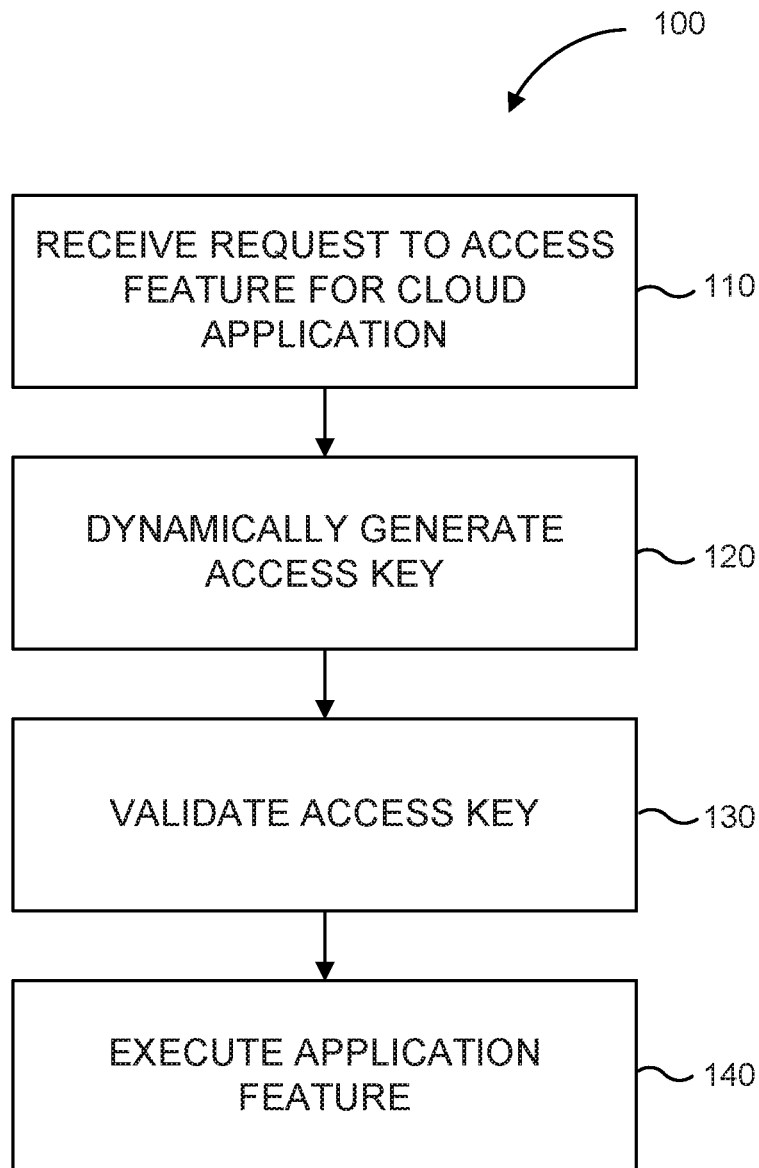 100
RECEIVE REQUEST TO ACCESS
FEATURE FOR CLOUD
APPLICATION
110
DYNAMICALLY GENERATE
ACCESS KEY
120
VALIDATE ACCESS KEY
130
EXECUTE APPLICATION
FEATURE
140